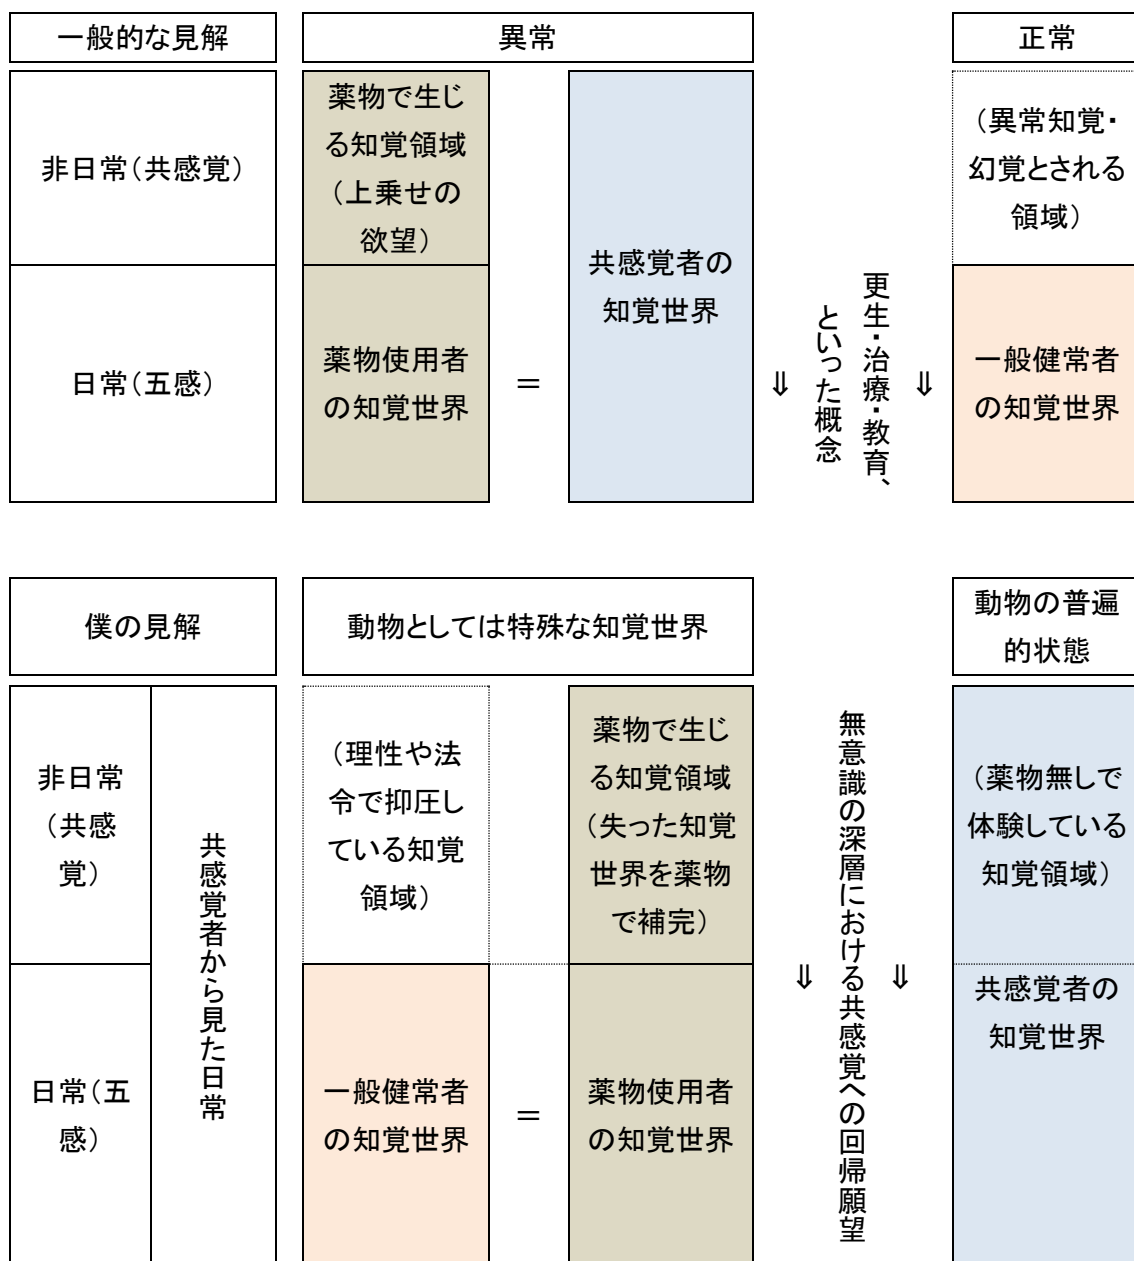 一般的な見解
異常
正常
非日常（共感覚）
薬物で生じ
る知覚領域
（上乗せの
欲望）
共感覚者の
知覚世界
（異常知覚・
幻覚とされる
領域）
日常（五感）
薬物使用者
の知覚世界
＝
⇓
更生・治療・教育、
といった概念
⇓
一般健常者
の知覚世界
僕の見解
動物としては特殊な知覚世界
動物の普遍
的状態
非日常
（共感
覚）
共感覚者から見た日常
（理性や法
令で抑圧し
ている知覚
領域）
薬物で生じ
る知覚領域
（失った知覚
世界を薬物
で補完）
⇓
無意識の深層における共感覚への回帰願望
⇓
（薬物無しで
体験している
知覚領域）
日常（五
感）
一般健常者
の知覚世界
＝
薬物使用者
の知覚世界
共感覚者の
知覚世界